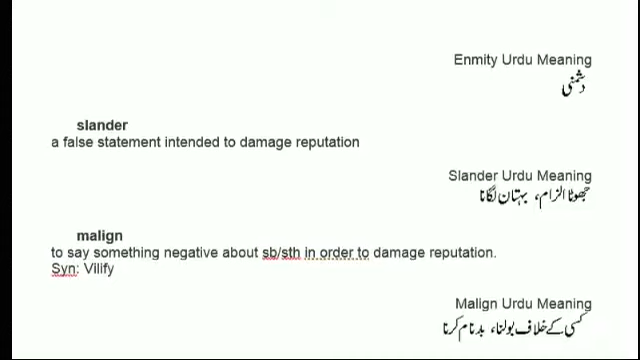 Enmity Urdu Meaning
دشمنی
slander
a false statement intended to damage reputation
Slander Urdu Meaning
جھوٹا الزام، بہتان لگانا
malign
to say something negative about sb/sth in order to damage reputation.
Syn: Vilify
Malign Urdu Meaning
کسی کے خلاف بولنا، بدنام کرنا